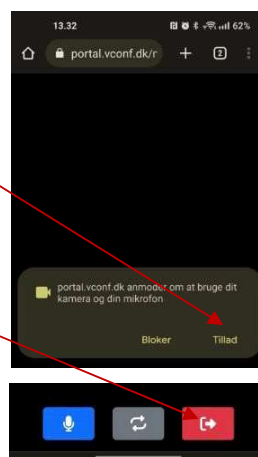 13.32 62%
portal.vconf.dk/r 2
portal.vconf.dk anmoder om at bruge dit
kamera og din mikrofon
Bloker Tillad